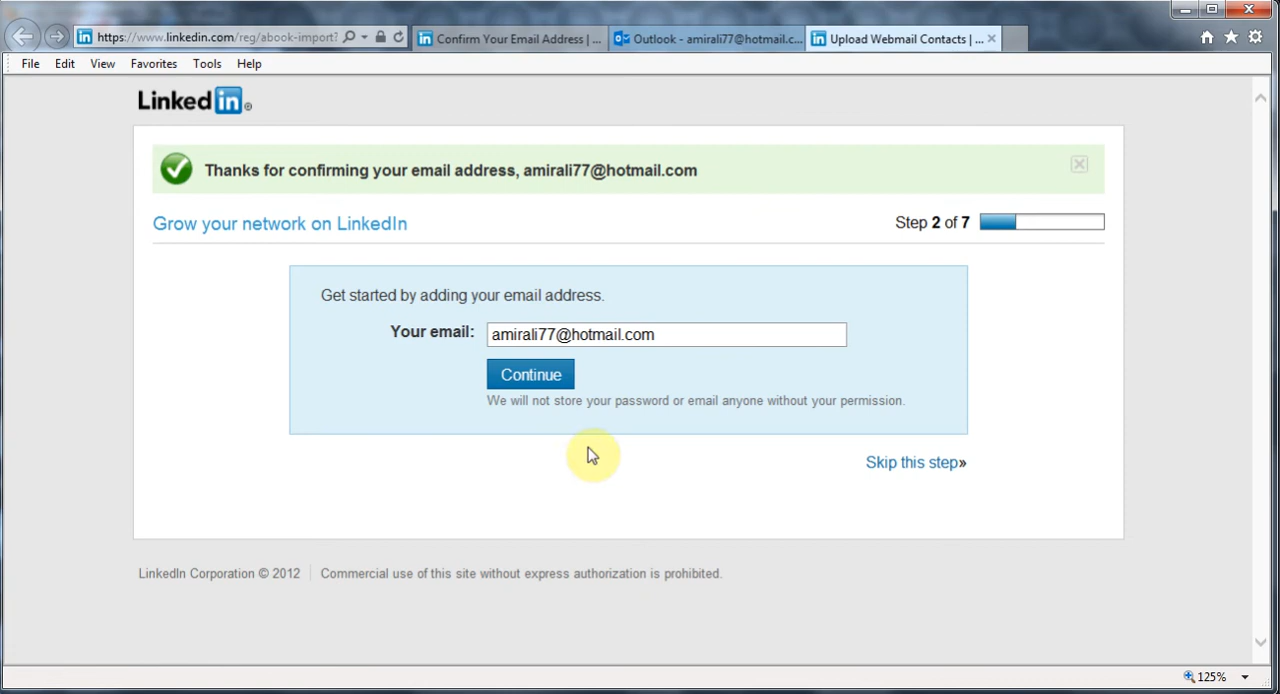 https://www.linkedin.com/reg/abook-import?
Confirm Your Email Address | ...
Outlook - amirali77@hotmail.c...
Upload Webmail Contacts | ...
File Edit View Favorites Tools Help
Linked in ®
Thanks for confirming your email address, amirali77@hotmail.com
Grow your network on LinkedIn
Step 2 of 7
Get started by adding your email address.
Your email: amirali77@hotmail.com
Continue
We will not store your password or email anyone without your permission.
Skip this step»
LinkedIn Corporation © 2012 | Commercial use of this site without express authorization is prohibited.
125%